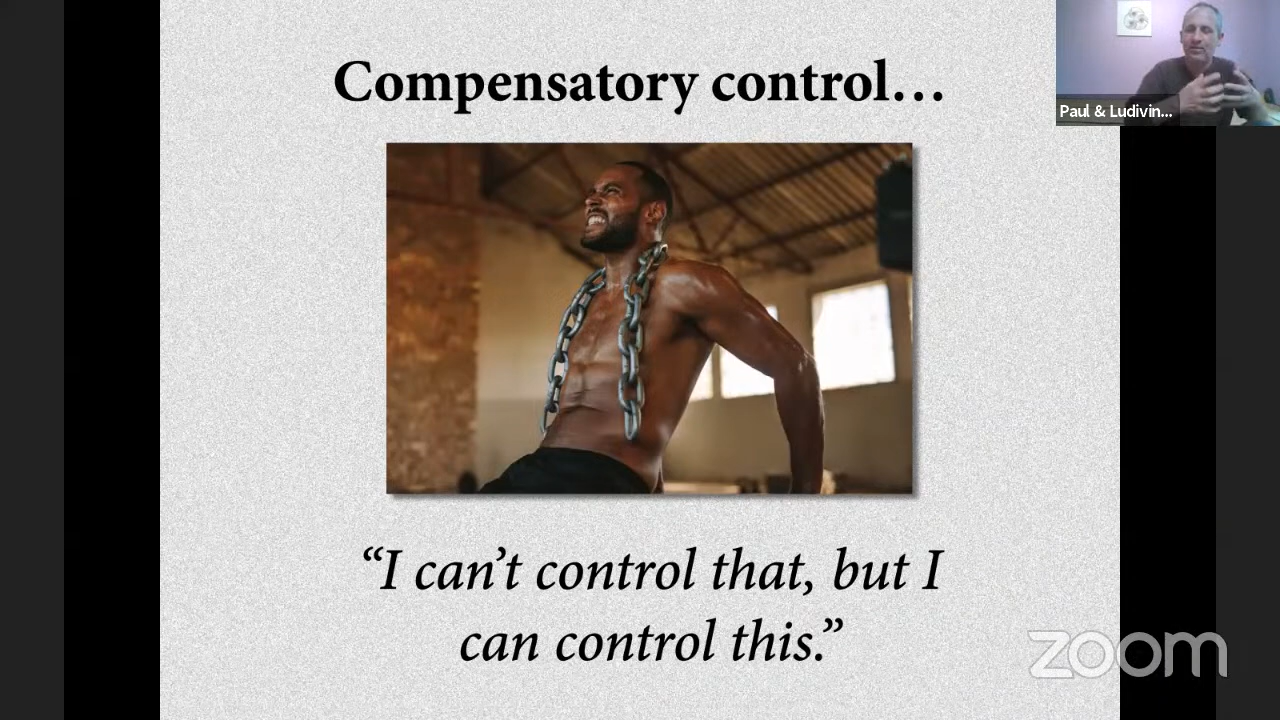 Compensatory control…
Paul & Ludivin...
“I can’t control that, but I
can control this.”
zoom